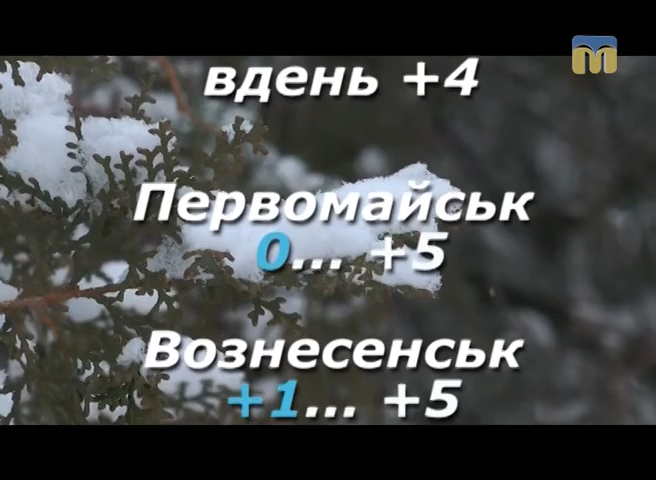 вдень +4
Первомайськ
0... +5
Вознесенськ
+1... +5